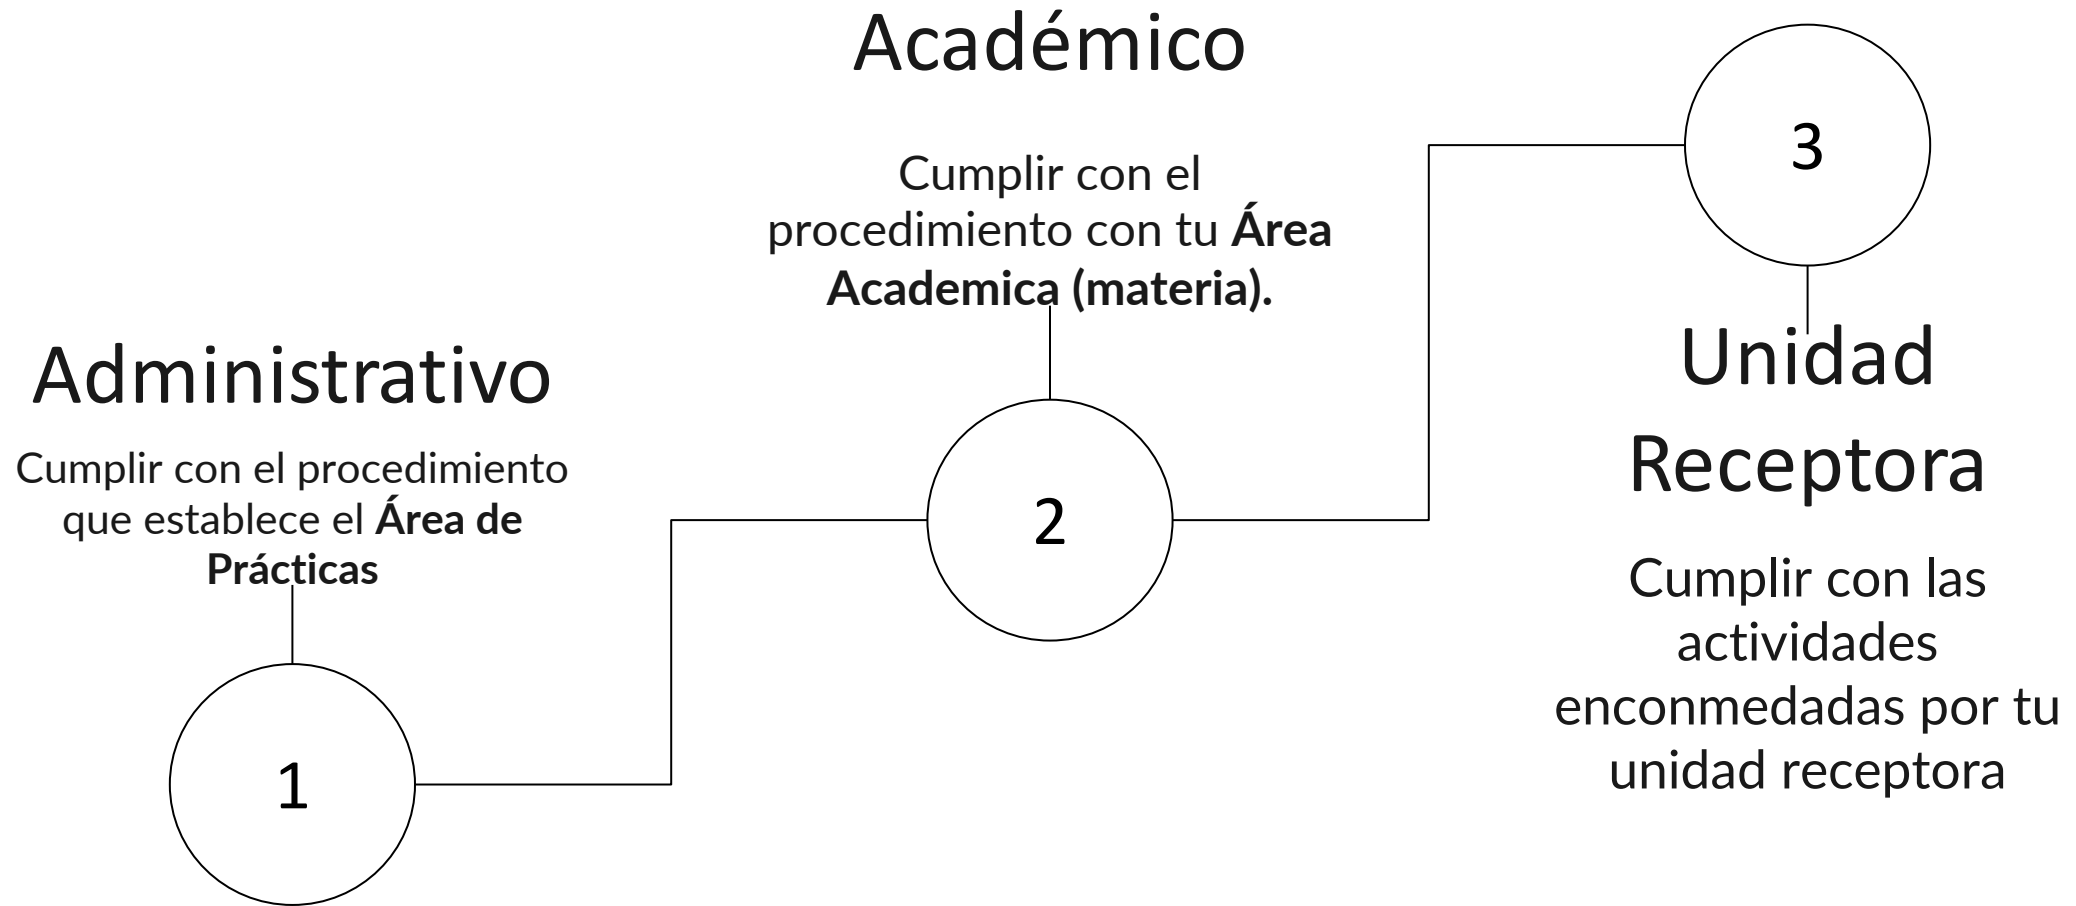 Administrativo
Cumplir con el procedimiento
que establece el Área de
Prácticas
1
Académico
Cumplir con el
procedimiento con tu Área
Academica (materia).
2
3
Unidad
Receptora
Cumplir con las
actividades
enconmedadas por tu
unidad receptora